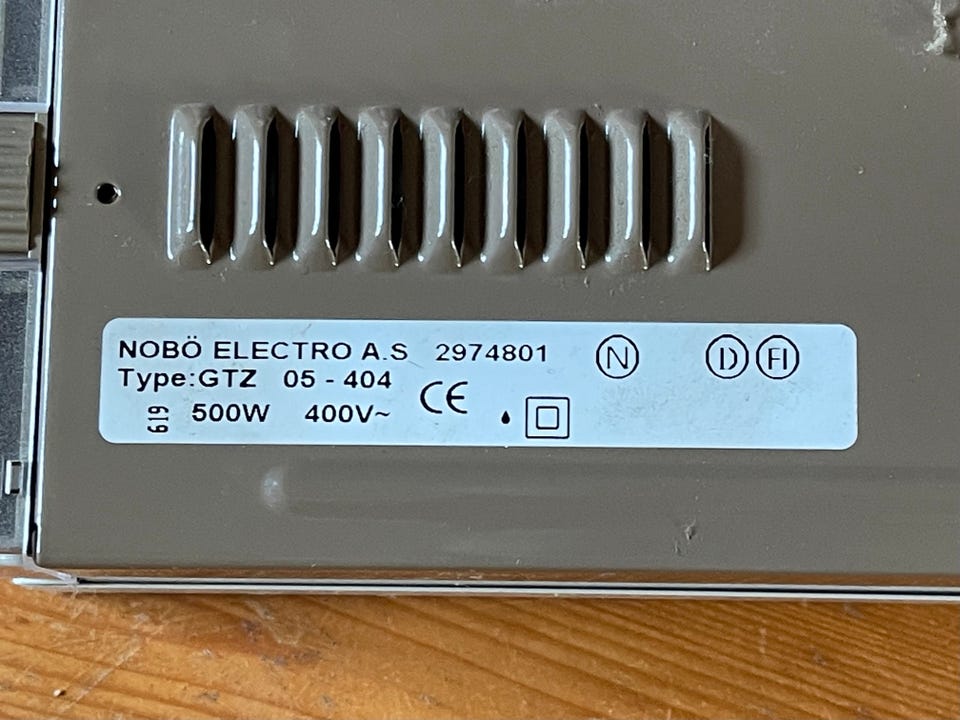 NOBÖ ELECTRO A.S 2974801 N D FI
Type:GTZ 05 - 404
619 500W 400V~ CE